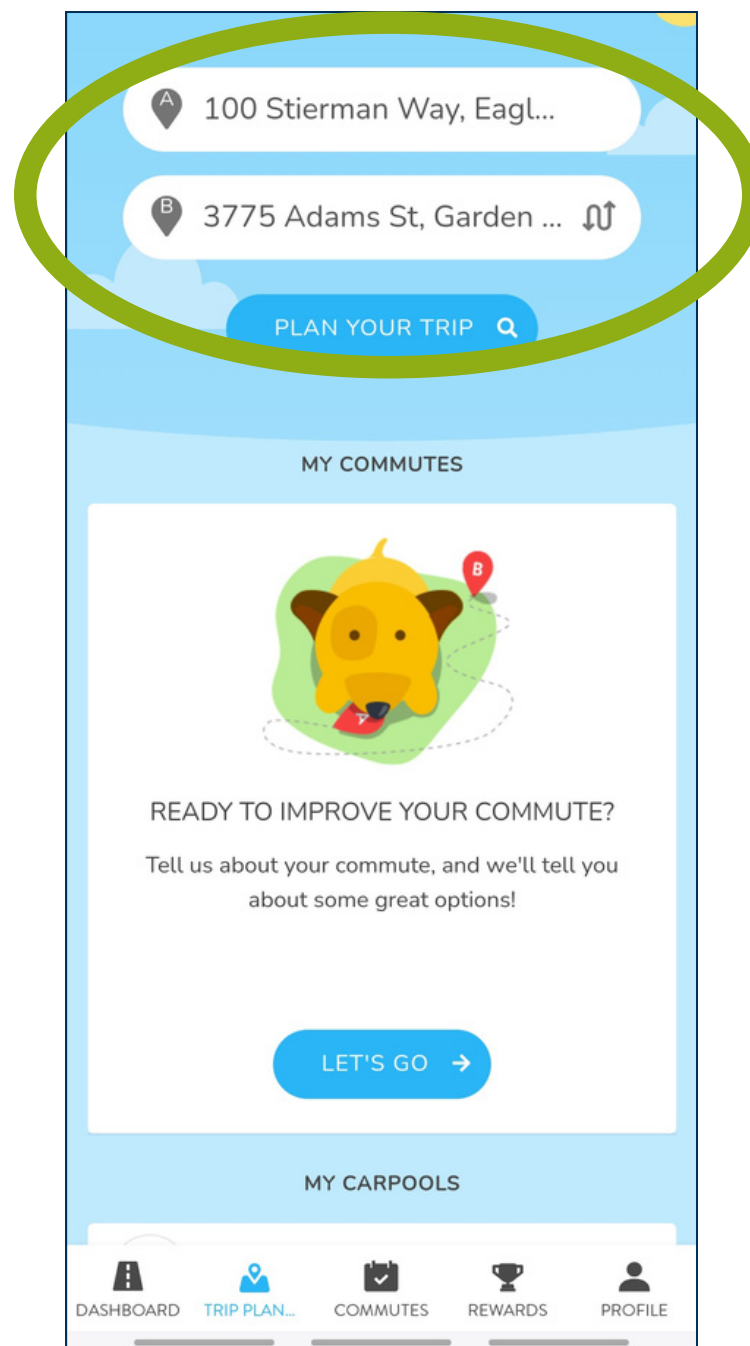 A
100 Stierman Way, Eagl...
B
3775 Adams St, Garden ...
PLAN YOUR TRIP
MY COMMUTES
B
A
READY TO IMPROVE YOUR COMMUTE?
Tell us about your commute, and we'll tell you
about some great options!
LET'S GO
MY CARPOOLS
DASHBOARD
TRIP PLAN...
COMMUTES
REWARDS
PROFILE